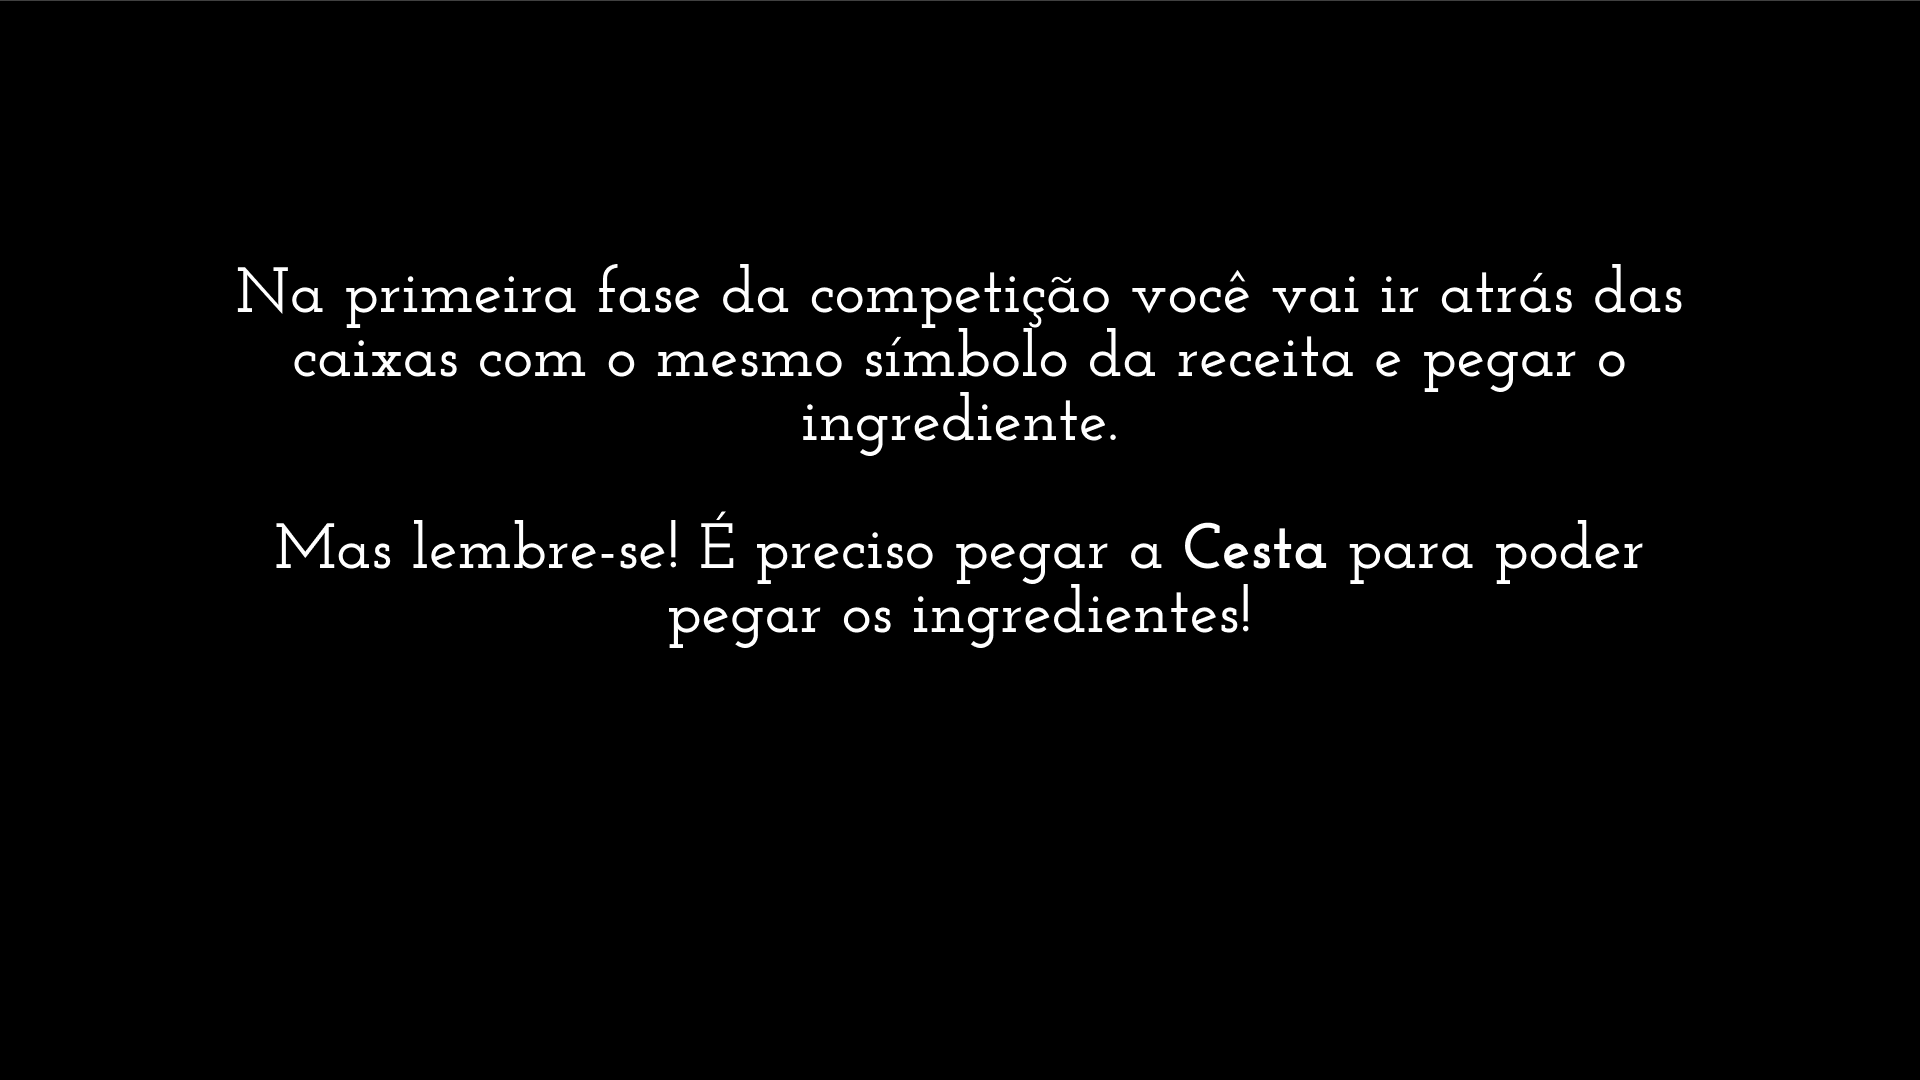 Na primeira fase da competição você vai ir atrás das
caixas com o mesmo símbolo da receita e pegar o
ingrediente.
Mas lembre-se! É preciso pegar a Cesta para poder
pegar os ingredientes!